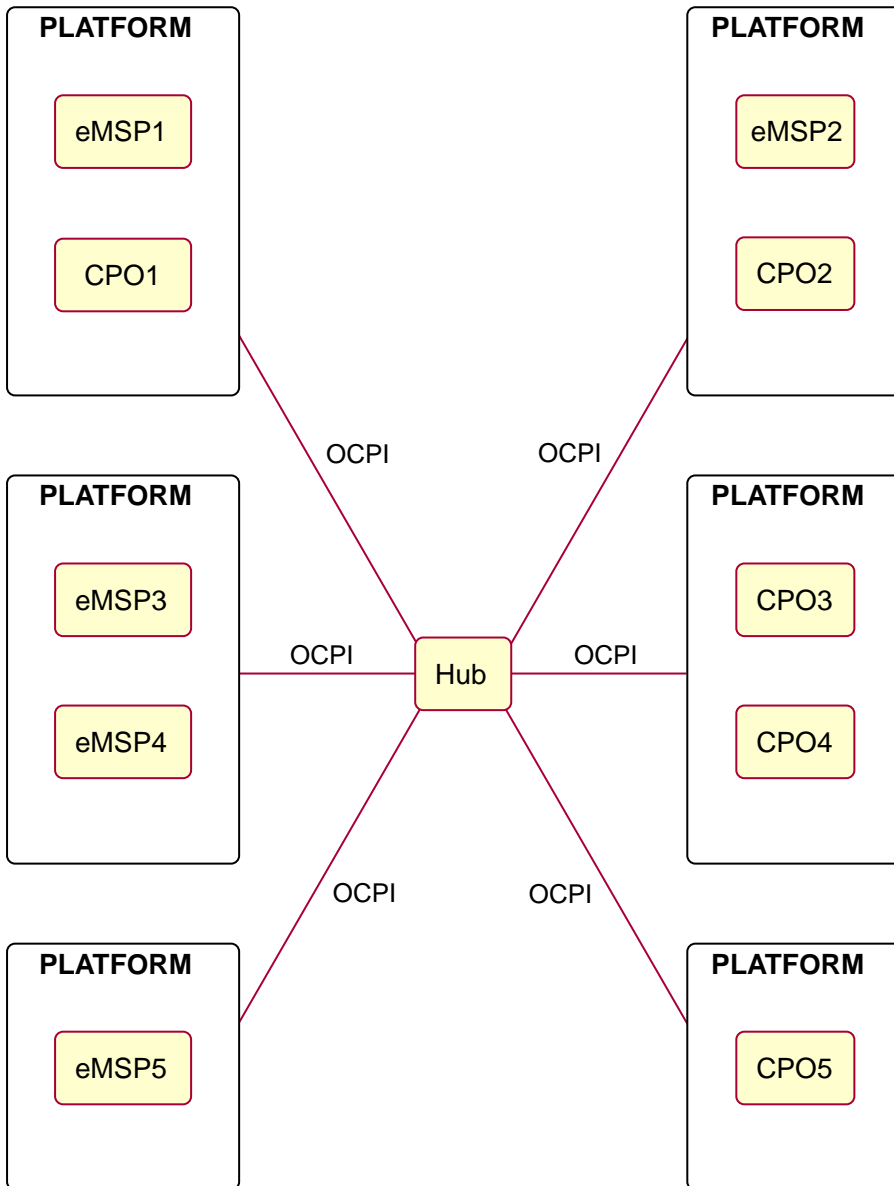 PLATFORM
eMSP1
CPO1
PLATFORM
eMSP2
CPO2
OCPI
OCPI
PLATFORM
eMSP3
eMSP4
OCPI
Hub
OCPI
PLATFORM
CPO3
CPO4
OCPI
OCPI
PLATFORM
eMSP5
PLATFORM
CPO5